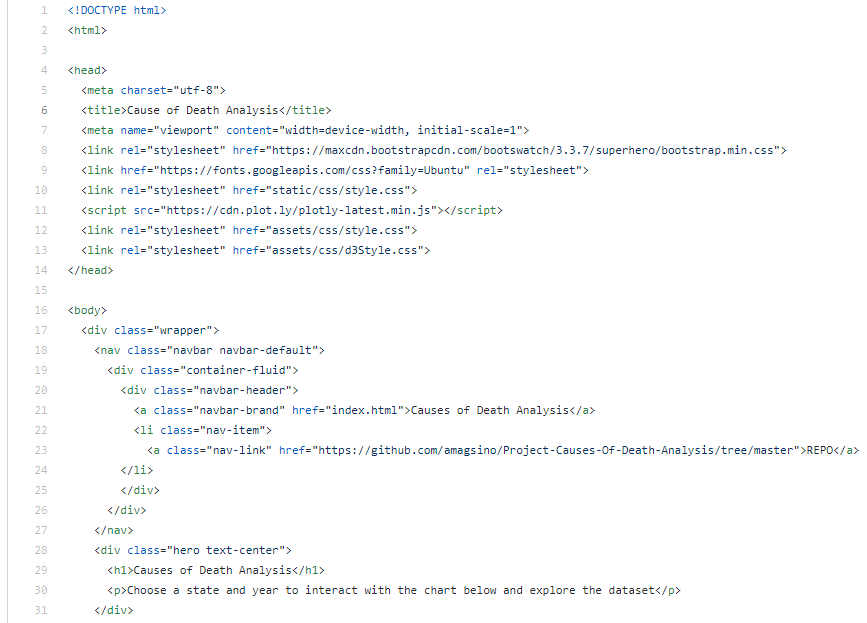 1 <!DOCTYPE html>
2 <html>
3
4 <head>
5 <meta charset="utf-8">
6 <title>Cause of Death Analysis</title>
7 <meta name="viewport" content="width=device-width, initial-scale=1">
8 <link rel="stylesheet" href="https://maxcdn.bootstrapcdn.com/bootswatch/3.3.7/superhero/bootstrap.min.css">
9 <link href="https://fonts.googleapis.com/css?family=Ubuntu" rel="stylesheet">
10 <link rel="stylesheet" href="static/css/style.css">
11 <script src="https://cdn.plot.ly/plotly-latest.min.js"></script>
12 <link rel="stylesheet" href="assets/css/style.css">
13 <link rel="stylesheet" href="assets/css/d3Style.css">
14 </head>
15
16 <body>
17 <div class="wrapper">
18 <nav class="navbar navbar-default">
19 <div class="container-fluid">
20 <div class="navbar-header">
21 <a class="navbar-brand" href="index.html">Causes of Death Analysis</a>
22 <li class="nav-item">
23 <a class="nav-link" href="https://github.com/amagsino/Project-Causes-Of-Death-Analysis/tree/master">REPO</a>
24 </li>
25 </div>
26 </div>
27 </nav>
28 <div class="hero text-center">
29 <h1>Causes of Death Analysis</h1>
30 <p>Choose a state and year to interact with the chart below and explore the dataset</p>
31 </div>